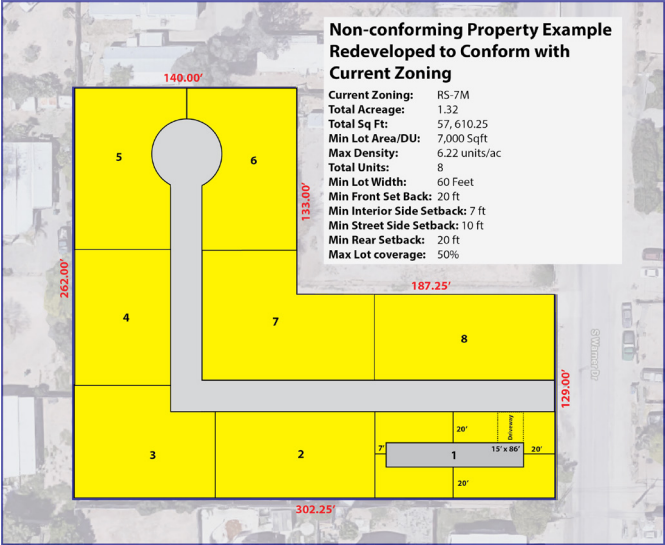 Non-conforming Property Example
Redeveloped to Conform with
Current Zoning
Current Zoning: RS-7M
Total Acreage: 1.32
Total Sq Ft: 57, 610.25
Min Lot Area/DU: 7,000 Sqft
Max Density: 6.22 units/ac
Total Units: 8
Min Lot Width: 60 Feet
Min Front Set Back: 20 ft
Min Interior Side Setback: 7 ft
Min Street Side Setback: 10 ft
Min Rear Setback: 20 ft
Max Lot coverage: 50%
140.00'
5
6
133.00'
262.00'
187.25'
4
7
8
S Warner Dr
129.00'
3
2
7'
20'
Driveway
1
15' x 86'
20'
20'
302.25'